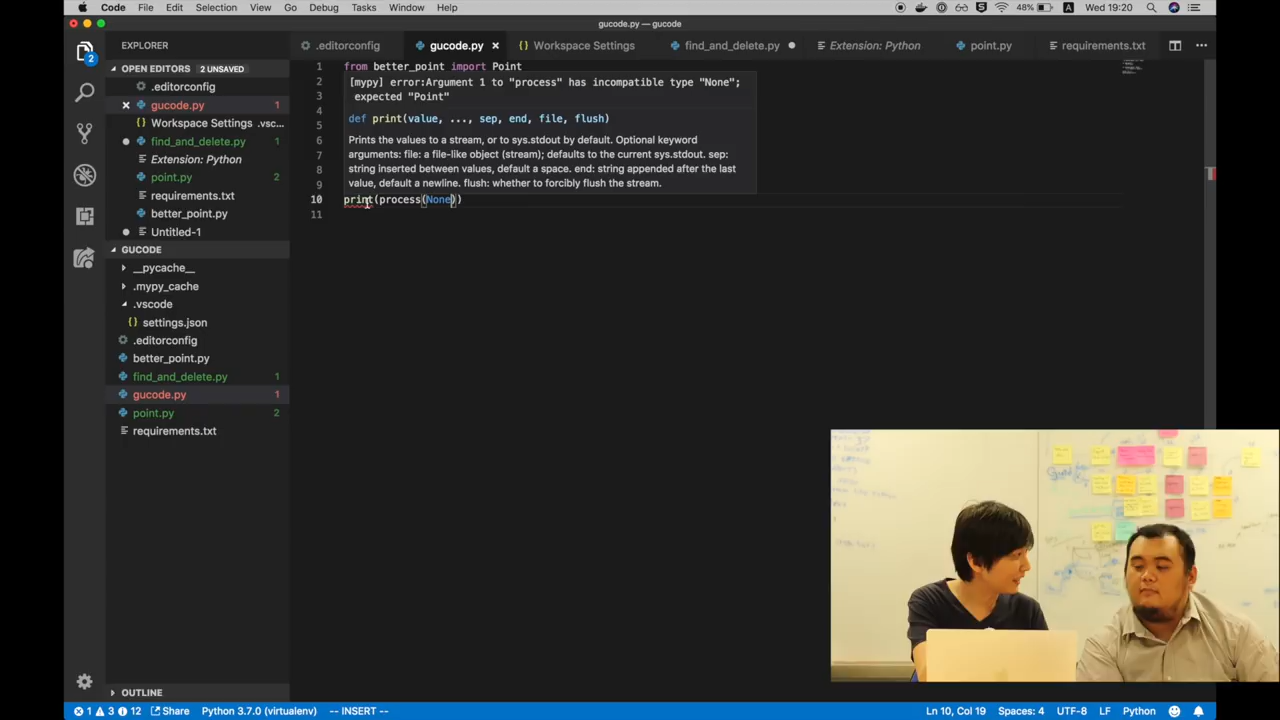 Code File Edit Selection View Go Debug Tasks Window Help 48% A Wed 19:20
gucode.py — gucode
EXPLORER
.editorconfig gucode.py Workspace Settings find_and_delete.py Extension: Python point.py requirements.txt
OPEN EDITORS 2 UNSAVED
.editorconfig
gucode.py 1
Workspace Settings .vsc...
find_and_delete.py 1
Extension: Python
point.py 2
requirements.txt
better_point.py
Untitled-1
GUCODE
__pycache__
.mypy_cache
.vscode
settings.json
.editorconfig
better_point.py
find_and_delete.py 1
gucode.py 1
point.py 2
requirements.txt
OUTLINE
2
1 from better_point import Point
2 [mypy] error:Argument 1 to "process" has incompatible type "None";
3 expected "Point"
4 def print(value, ..., sep, end, file, flush)
5
6 Prints the values to a stream, or to sys.stdout by default. Optional keyword
7 arguments: file: a file-like object (stream); defaults to the current sys.stdout. sep:
8 string inserted between values, default a space. end: string appended after the last
9 value, default a newline. flush: whether to forcibly flush the stream.
10 print(process(None))
11
1 3 12 Share Python 3.7.0 (virtualenv) -- INSERT -- Ln 10, Col 19 Spaces: 4 UTF-8 LF Python